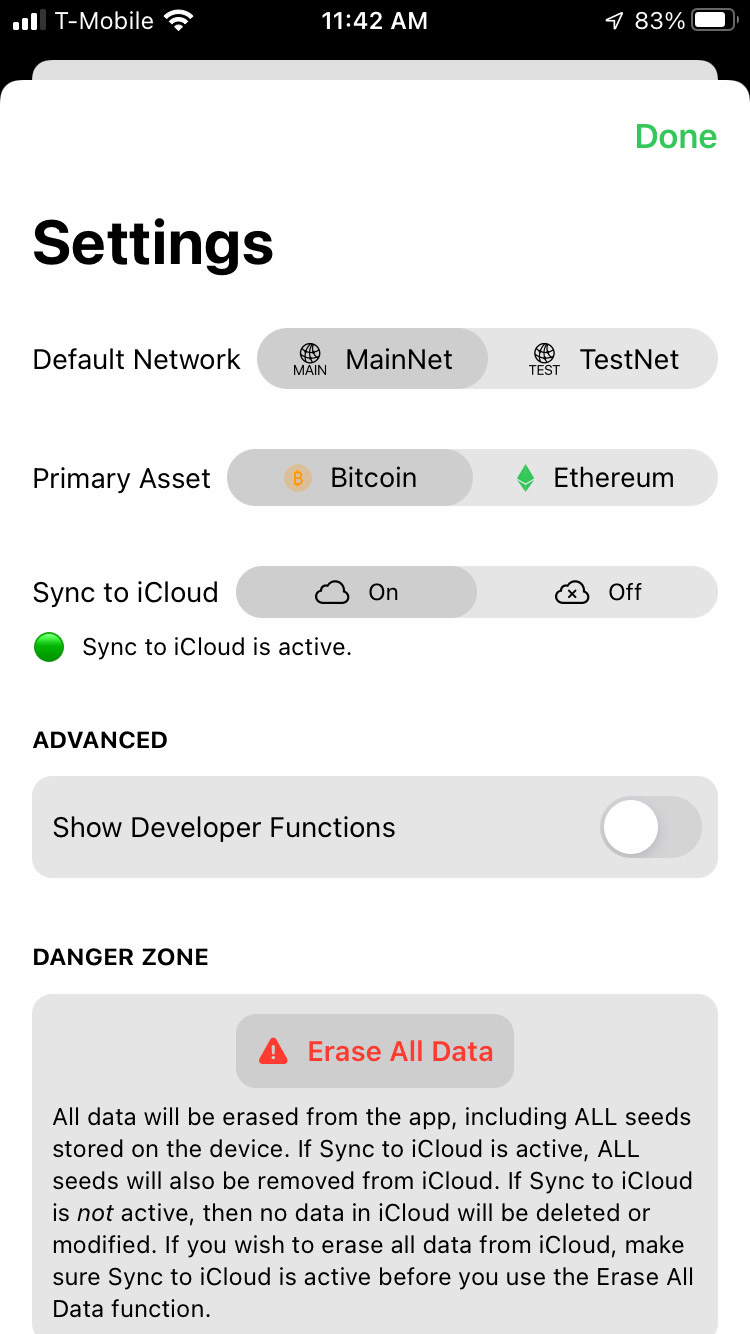 T-Mobile 11:42 AM 83%
Done
Settings
Default Network MAIN MainNet TEST TestNet
Primary Asset Bitcoin Ethereum
Sync to iCloud On Off
Sync to iCloud is active.
ADVANCED
Show Developer Functions
DANGER ZONE
Erase All Data
All data will be erased from the app, including ALL seeds
stored on the device. If Sync to iCloud is active, ALL
seeds will also be removed from iCloud. If Sync to iCloud
is not active, then no data in iCloud will be deleted or
modified. If you wish to erase all data from iCloud, make
sure Sync to iCloud is active before you use the Erase All
Data function.